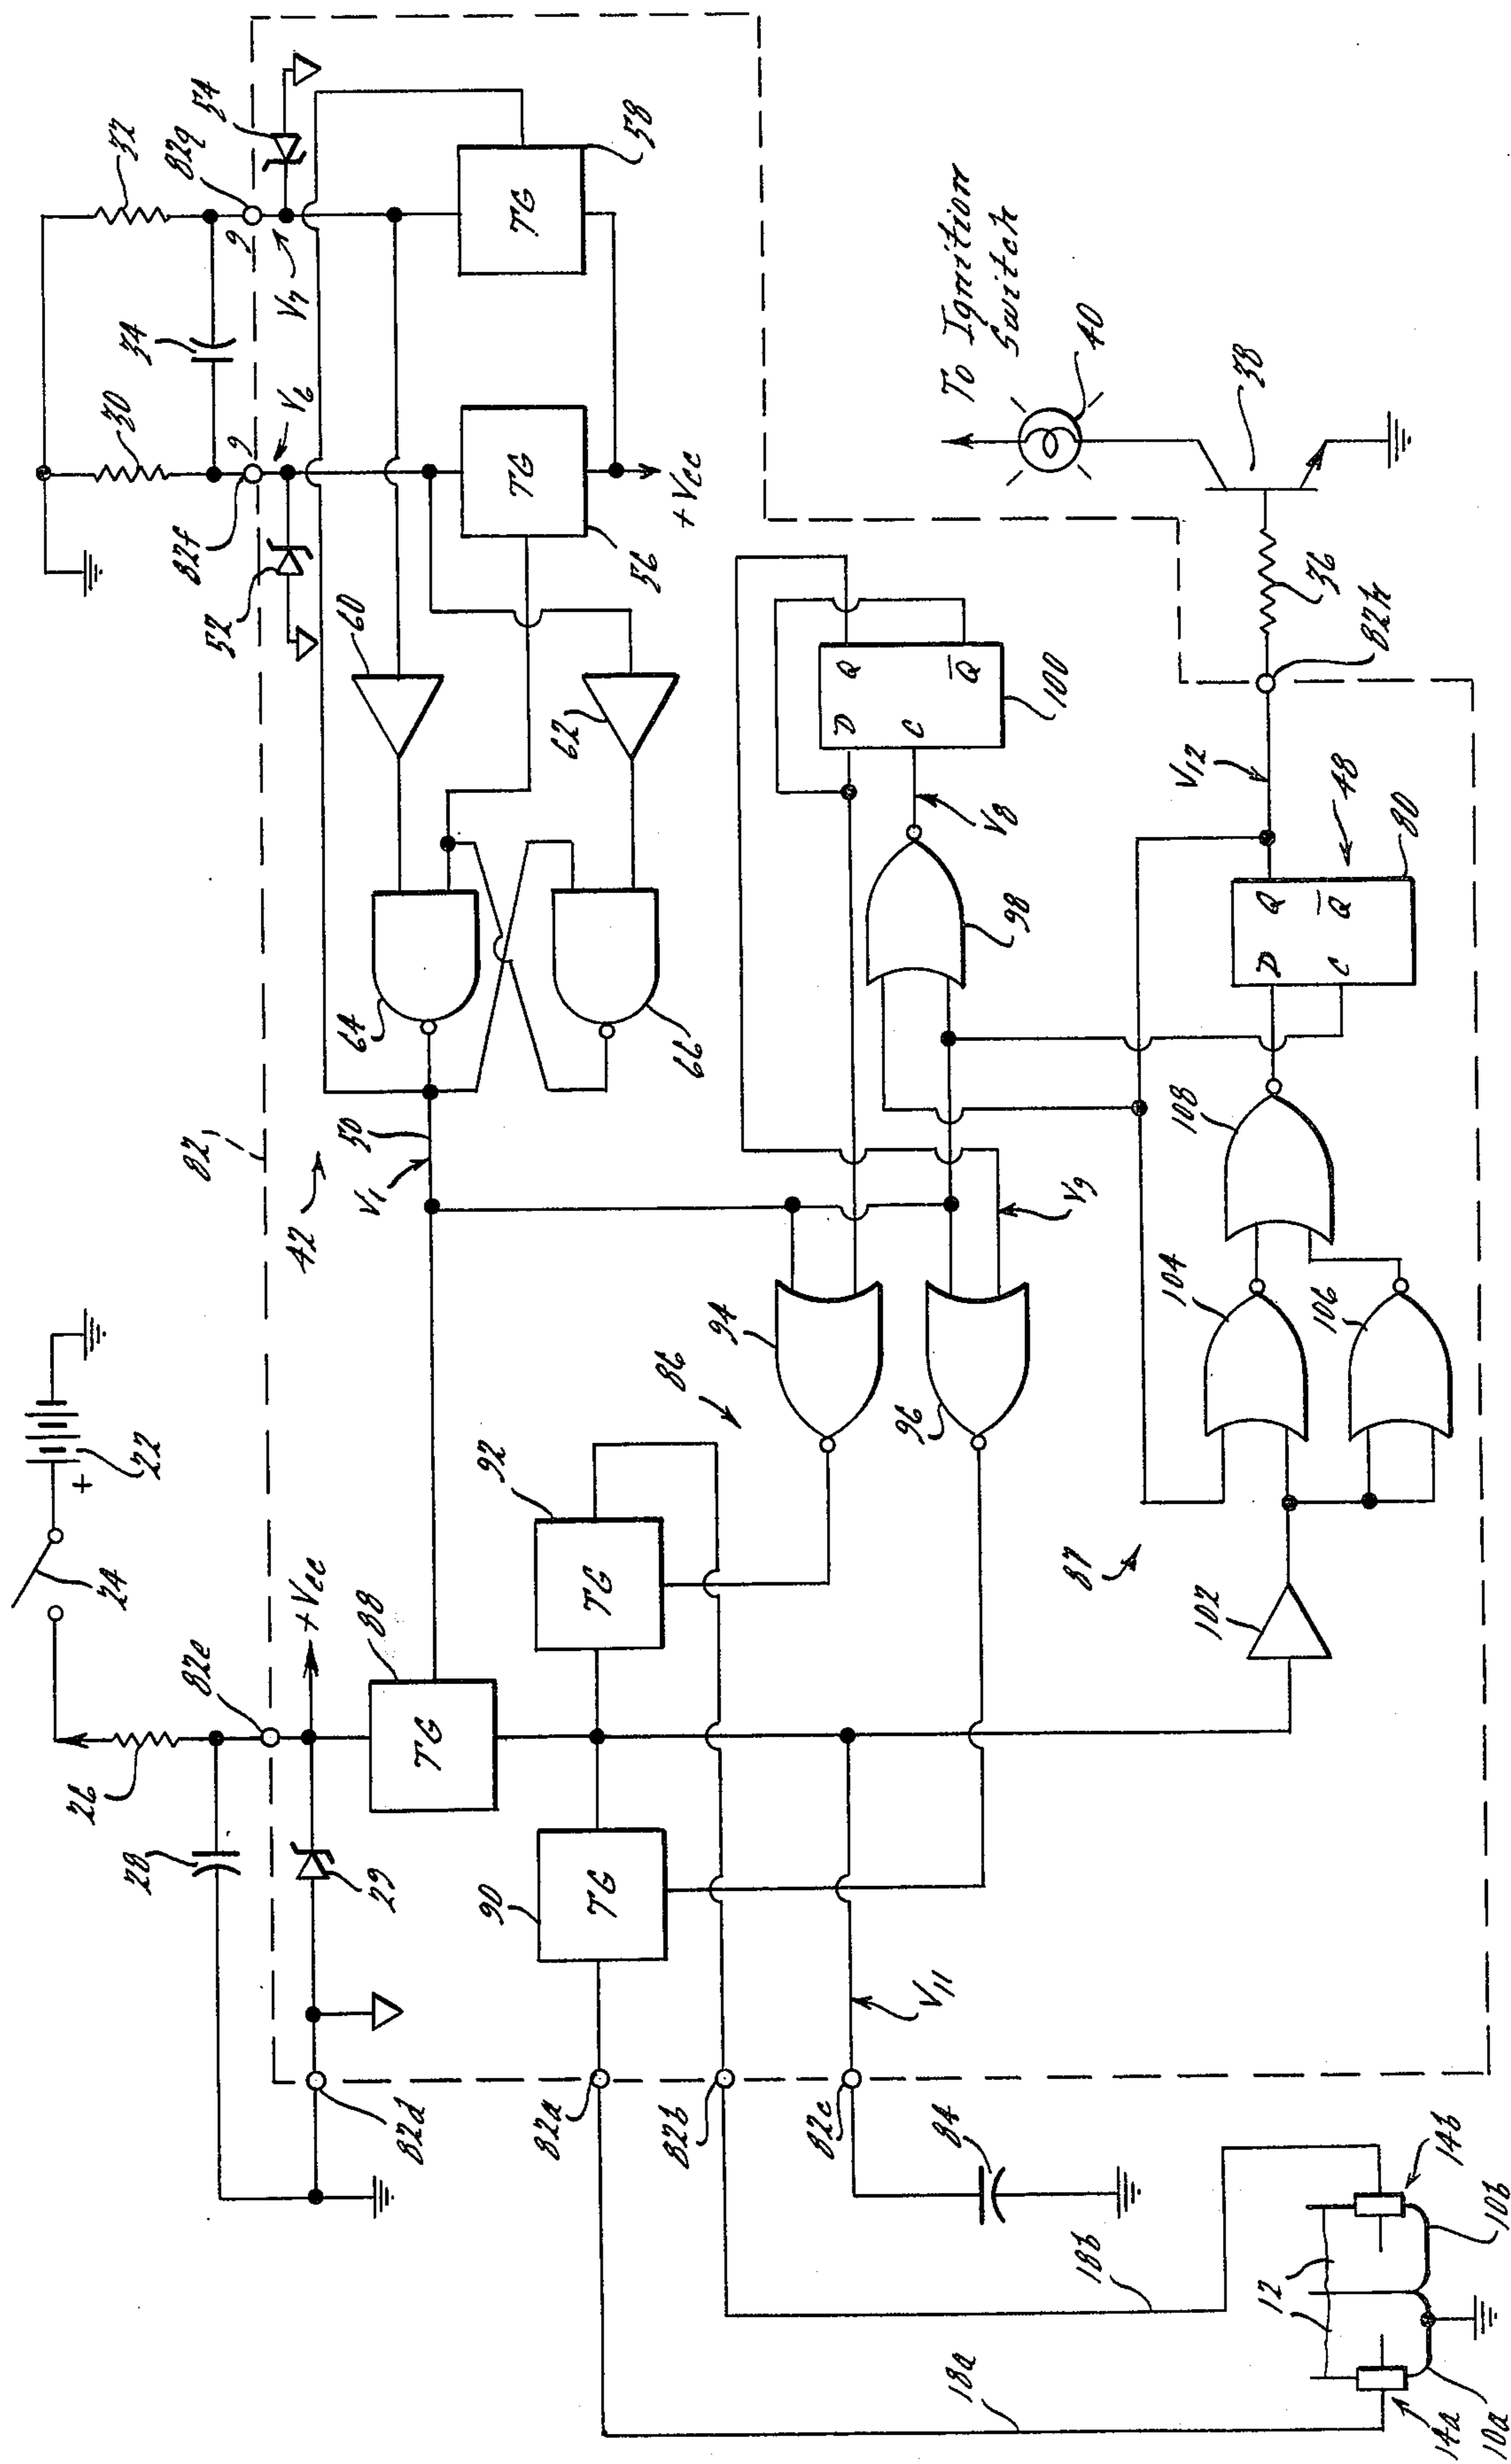 22
+
24
26
28
29
+Vcc
82e
88
TG
82d
82
42
50
V1
64
66
60
62
52
82f
9
V6
30
34
32
9
82g
V7
54
TG
56
TG
58
+Vcc
92
TG
90
TG
86
94
96
V9
98
V8
D
Q
C
Q
100
82a
82b
82c
V11
84
87
102
104
106
108
D
Q
C
Q
80
48
V12
82h
36
38
40
To Ignition
Switch
18a
18b
12
14a
14b
10a
10b